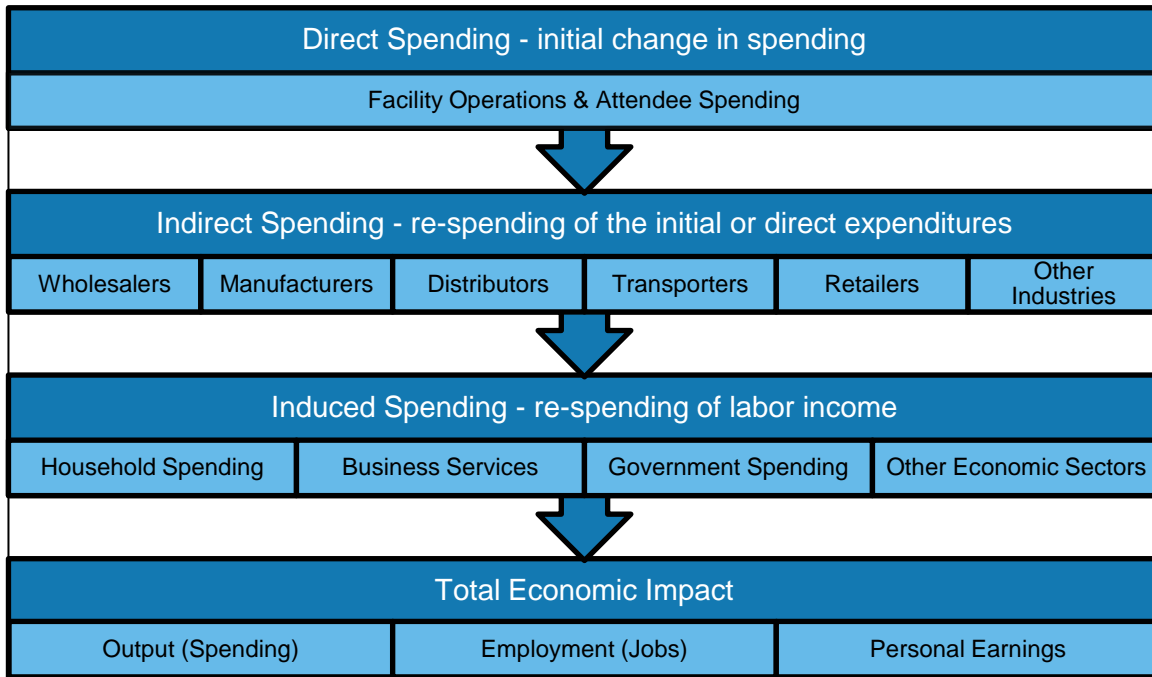 Direct Spending - initial change in spending
Facility Operations & Attendee Spending
Indirect Spending - re-spending of the initial or direct expenditures
Wholesalers
Manufacturers
Distributors
Transporters
Retailers
Other
Industries
Induced Spending - re-spending of labor income
Household Spending
Business Services
Government Spending
Other Economic Sectors
Total Economic Impact
Output (Spending)
Employment (Jobs)
Personal Earnings